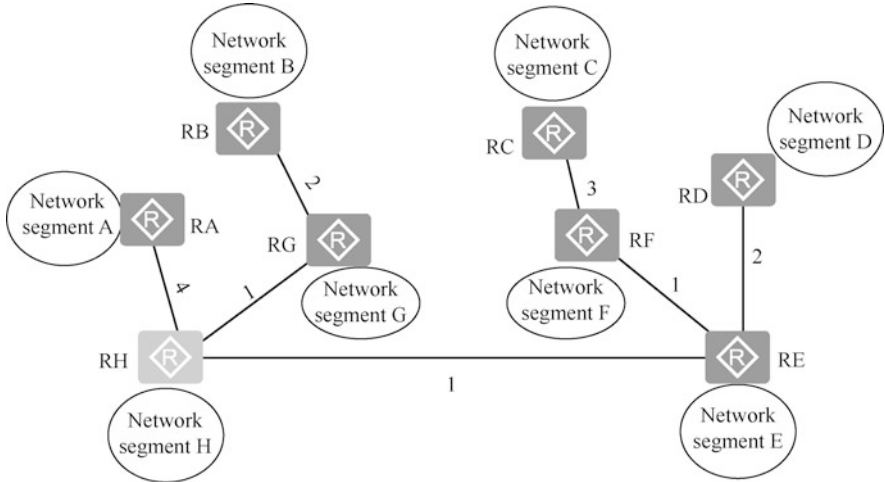 Network
segment B
Network
segment C
Network
segment D
RB
RC
RD
2
3
Network
segment A
RA
RG
RF
2
4
1
Network
segment G
Network
segment F
1
RH
RE
1
Network
segment H
Network
segment E
R
R
R
R
R
R
R
R